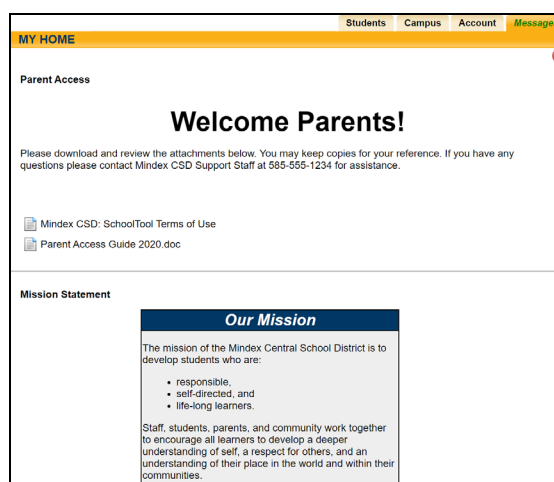 Students Campus Account Message
MY HOME
Parent Access
Welcome Parents!
Please download and review the attachments below. You may keep copies for your reference. If you have any
questions please contact Mindex CSD Support Staff at 585-555-1234 for assistance.
Mindex CSD: SchoolTool Terms of Use
Parent Access Guide 2020.doc
Mission Statement
Our Mission
The mission of the Mindex Central School District is to
develop students who are:
• responsible,
• self-directed, and
• life-long learners.
Staff, students, parents, and community work together
to encourage all learners to develop a deeper
understanding of self, a respect for others, and an
understanding of their place in the world and within their
communities.